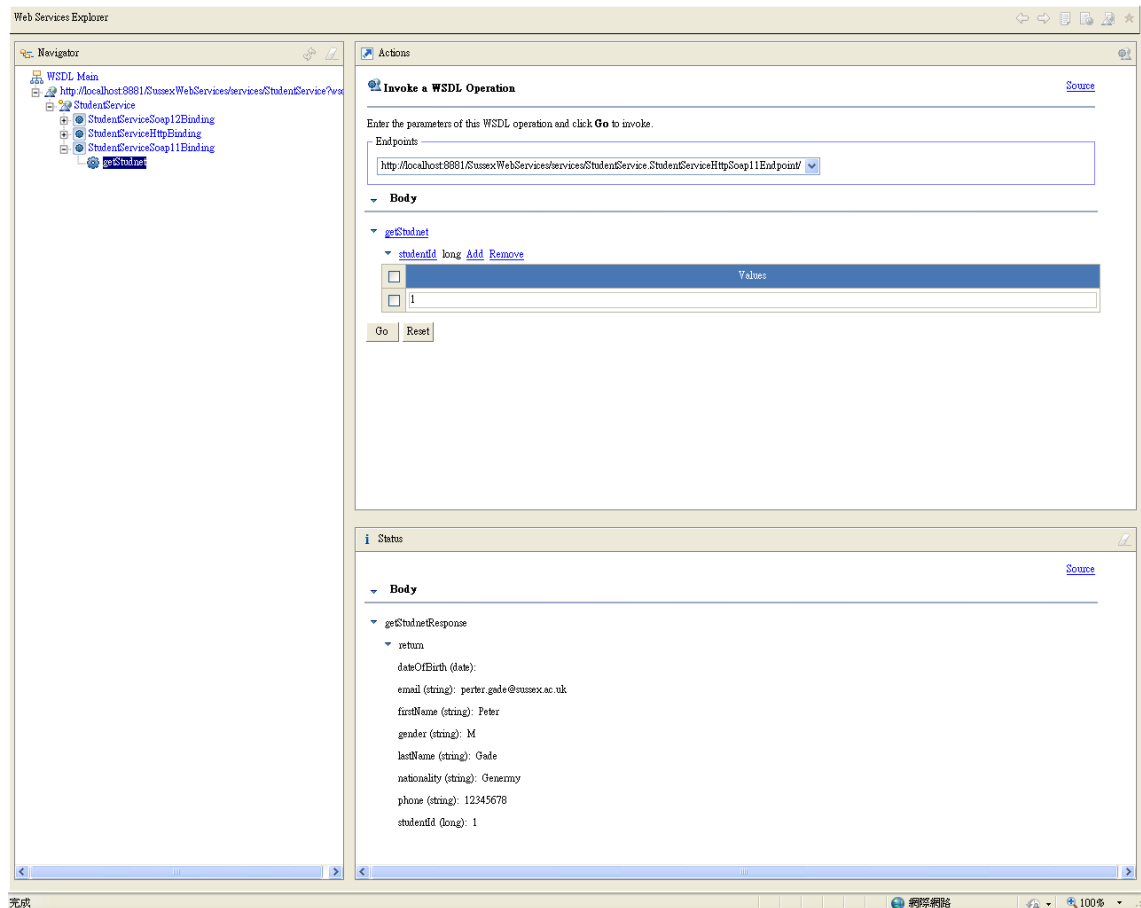 Web Services Explorer
Navigator
WSDL Main
http://localhost:8881/SussexWebServices/services/StudentService?wsd
StudentService
StudentServiceSoap12Binding
StudentServiceHttpBinding
StudentServiceSoap11Binding
getStudnet
Actions
Invoke a WSDL Operation
Source
Enter the parameters of this WSDL operation and click Go to invoke.
Endpoints
http://localhost:8881/SussexWebServices/services/StudentService.StudentServiceHttpSoap11Endpoint/
Body
getStudnet
studentId long Add Remove
Values
1
Go Reset
i Status
Source
Body
getStudnetResponse
return
dateOfBirth (date):
email (string): perter.gade@sussex.ac.uk
firstName (string): Peter
gender (string): M
lastName (string): Gade
nationality (string): Genermy
phone (string): 12345678
studentId (long): 1
完成 網際網路 100%